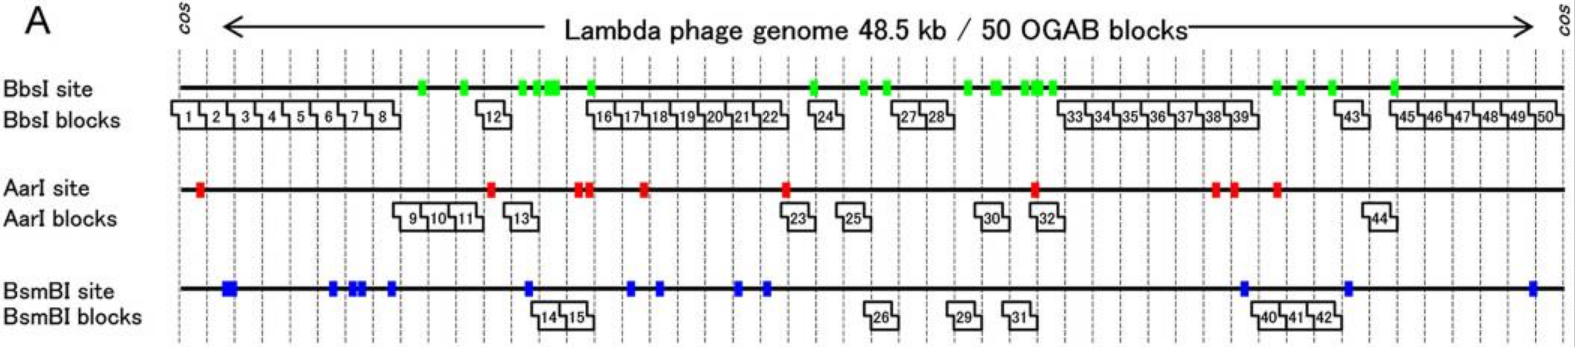 A
cos
Lambda phage genome 48.5 kb / 50 OGAB blocks
cos
BbsI site
BbsI blocks
1 2 3 4 5 6 7 8 12 16 17 18 19 20 21 22 24 27 28 33 34 35 36 37 38 39 43 45 46 47 48 49 50
AarI site
AarI blocks
9 10 11 13 23 25 30 32 44
BsmBI site
BsmBI blocks
14 15 26 29 31 40 41 42